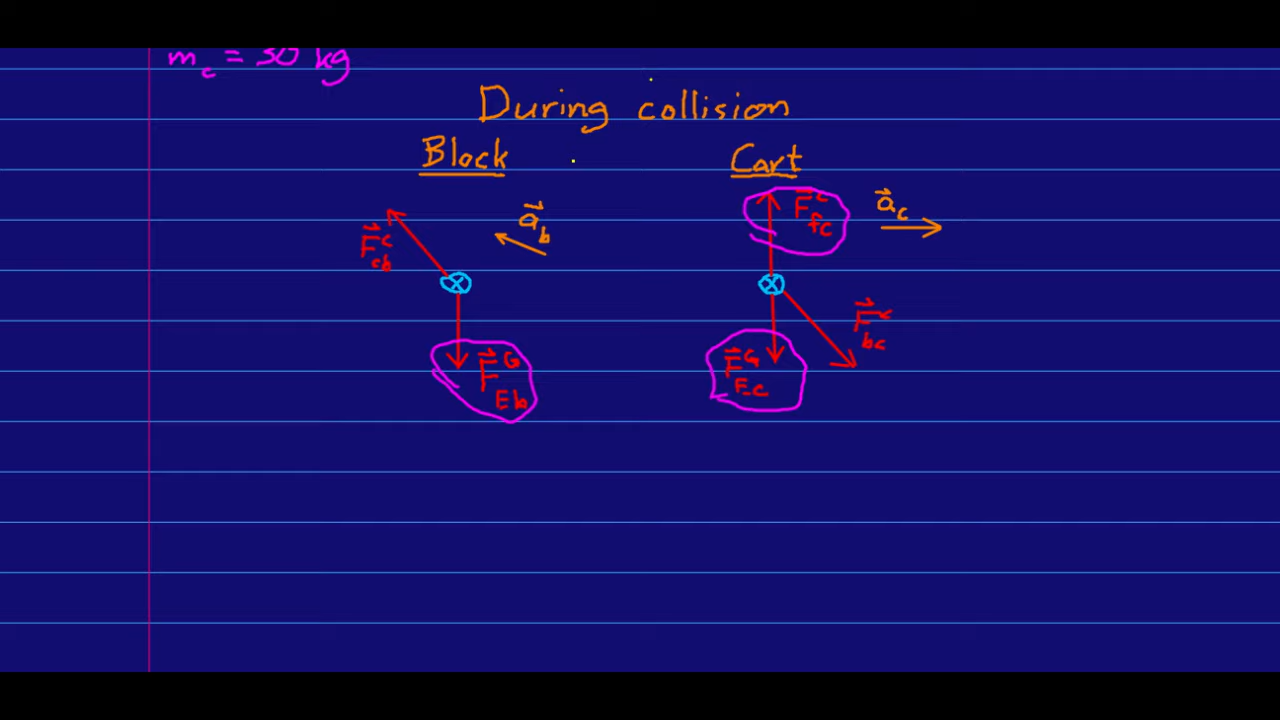 m_c = 30 kg
During collision
Block Cart
F^c_cb a_b F^c_fc a_c
F^G_Eb F^G_Ec F^c_bc